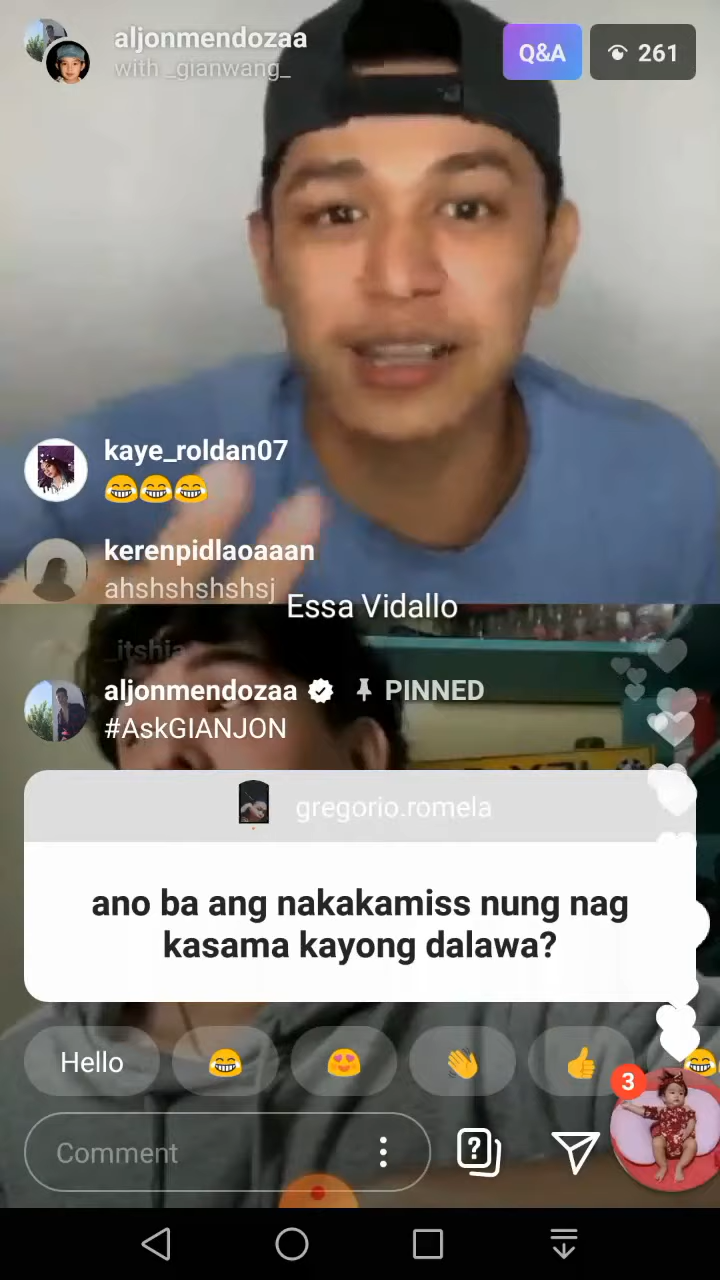 aljonmendozaa
with _gianwang_
Q&A
261
kaye_roldan07
😂😂😂
kerenpidlaoaaan
ahshshshshsj
Essa Vidallo
_itshia
aljonmendozaa PINNED
#AskGIANJON
gregorio.romela
ano ba ang nakakamiss nung nag
kasama kayong dalawa?
Hello 😂 😍 👋 👍 😂
3
Comment